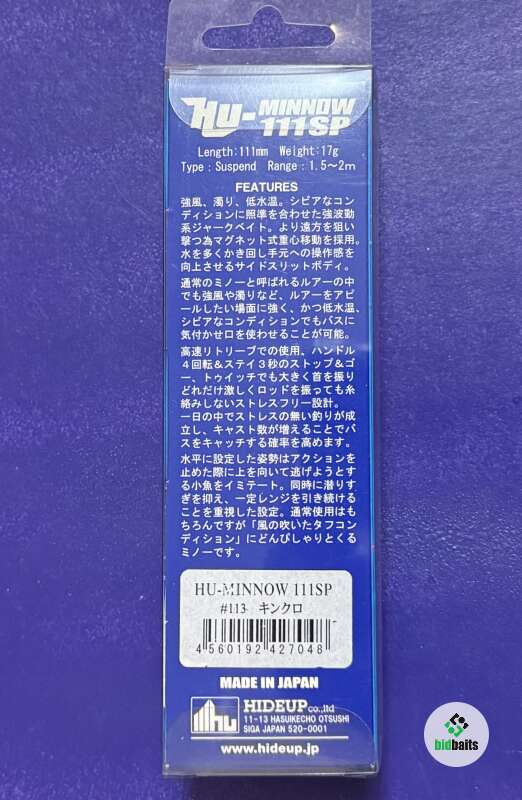 Hu-MINNOW
111SP
Length:111mm Weight:17g
Type:Suspend Range:1.5～2m
FEATURES
強風、濁り、低水温。シビアなコン
ディションに照準を合わせた強波動
系ジャークベイト。より遠方を狙い
撃つ為マグネット式重心移動を採用。
水を多くかき回し手元への操作感を
向上させるサイドスリットボディ。
通常のミノーと呼ばれるルアーの中
でも強風や濁りなど、ルアーをアピ
ールしたい場面に強く、かつ低水温、
シビアなコンディションでもバスに
気付かせ口を使わせることが可能。
高速リトリーブでの使用、ハンドル
4回転&ステイ3秒のストップ&ゴ
ー、トゥイッチでも大きく首を振り
どれだけ激しくロッドを振っても糸
絡みしないストレスフリー設計。
一日の中でストレスの無い釣りが成
立し、キャスト数が増えることでバ
スをキャッチする確率を高めます。
水平に設定した姿勢はアクションを
止めた際に上を向いて逃げようとす
る小魚をイミテート。同時に潜りす
ぎを抑え、一定レンジを引き続ける
ことを重視した設定。通常使用はも
ちろんですが「風の吹いたタフコン
ディション」にどんぴしゃりとくる
ミノーです。
HU-MINNOW 111SP
#113 キンクロ
4 560192 427048
MADE IN JAPAN
hu
HIDEUP co.,ltd
11-13 HASUIKECHO OTSUSHI
SIGA JAPAN 520-0001
www.hideup.jp
bidbaits